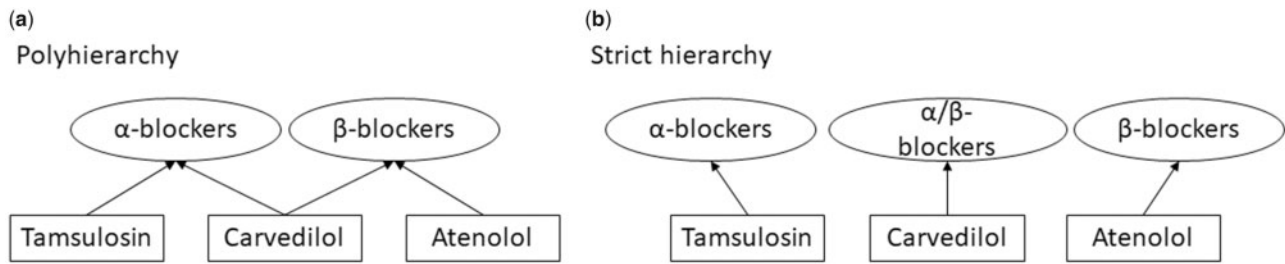 (a)
Polyhierarchy
α-blockers
β-blockers
Tamsulosin
Carvedilol
Atenolol
(b)
Strict hierarchy
α-blockers
α/β-
blockers
β-blockers
Tamsulosin
Carvedilol
Atenolol